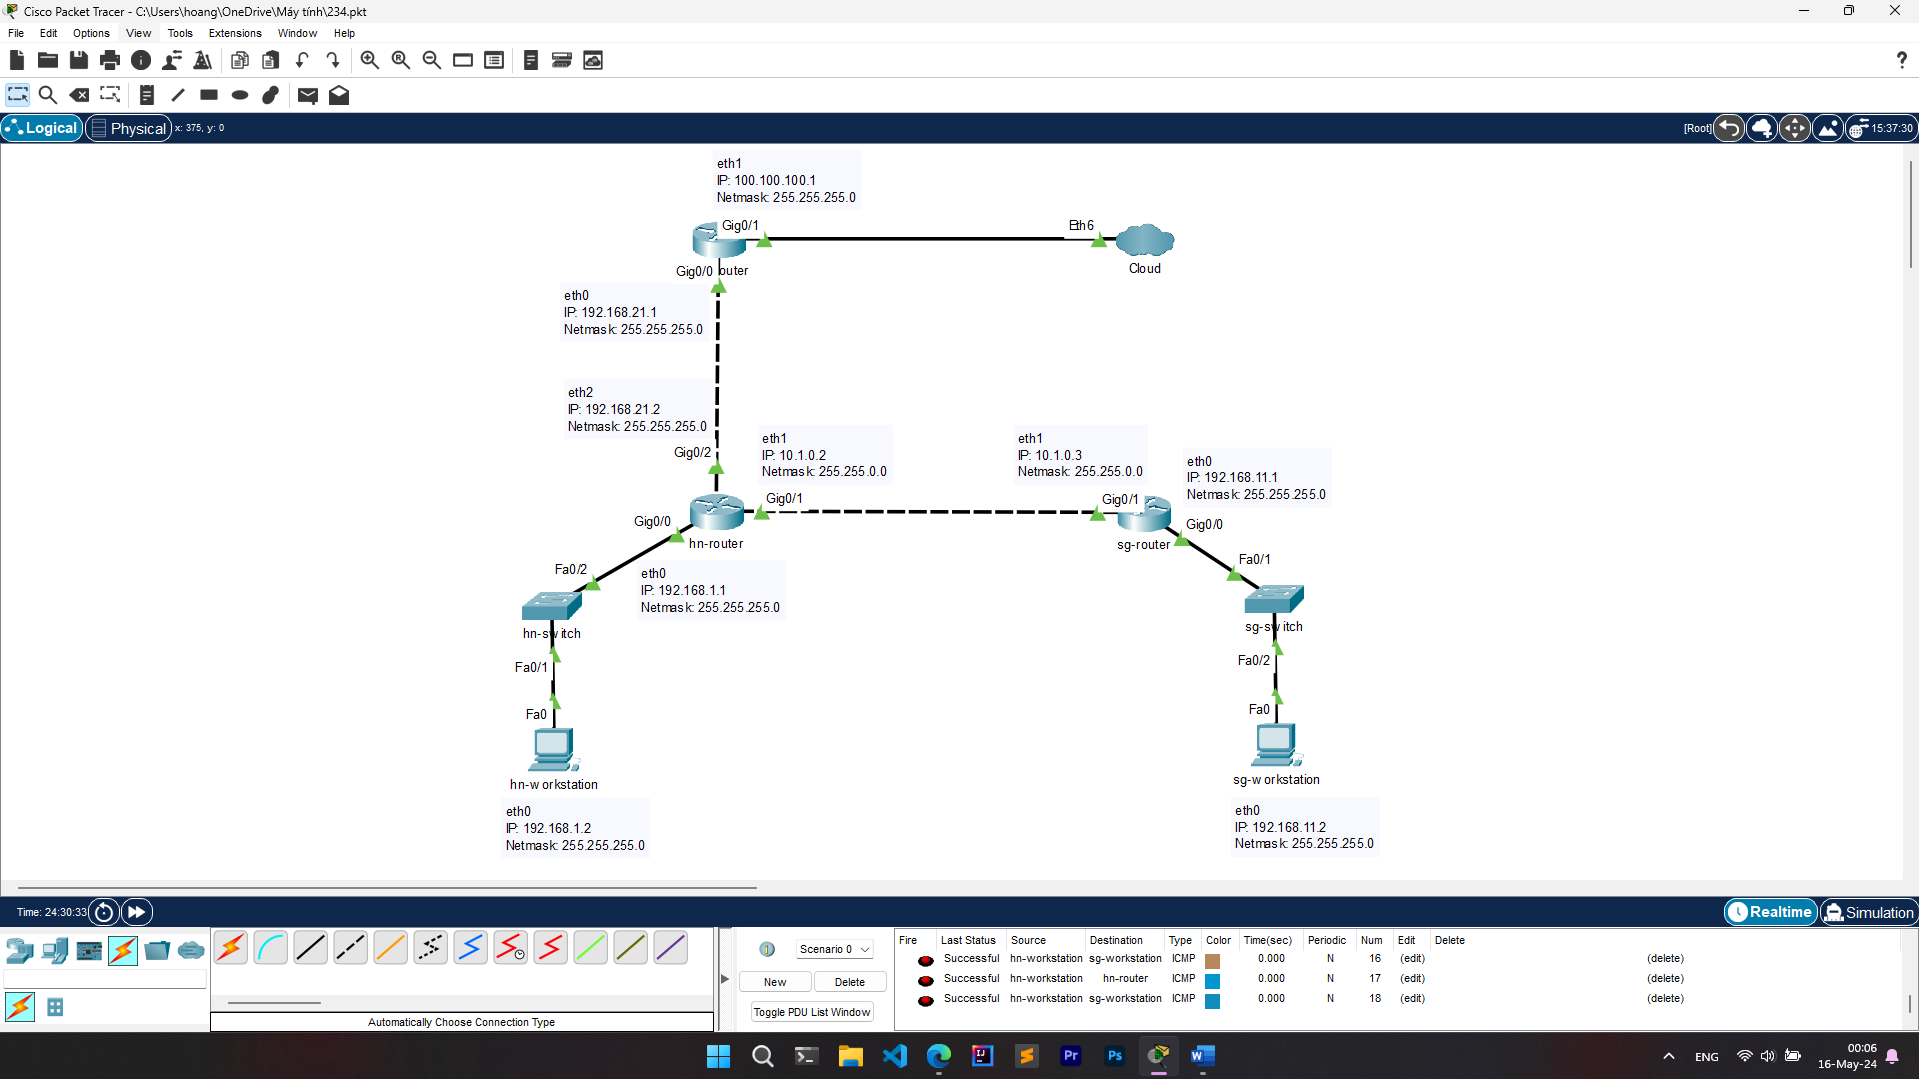 Cisco Packet Tracer - C:\Users\hoang\OneDrive\Máy tính\234.pkt
File Edit Options View Tools Extensions Window Help
?
Logical Physical x: 375, y: 0
[Root] 15:37:30
eth1
IP: 100.100.100.1
Netmask: 255.255.255.0
Gig0/1
Eth6
Cloud
Gig0/0 outer
eth0
IP: 192.168.21.1
Netmask: 255.255.255.0
eth2
IP: 192.168.21.2
Netmask: 255.255.255.0
Gig0/2
eth1
IP: 10.1.0.2
Netmask: 255.255.0.0
Gig0/1
eth1
IP: 10.1.0.3
Netmask: 255.255.0.0
Gig0/1
eth0
IP: 192.168.11.1
Netmask: 255.255.255.0
Gig0/0
hn-router
sg-router
Gig0/0
Fa0/2
eth0
IP: 192.168.1.1
Netmask: 255.255.255.0
Fa0/1
hn-switch
sg-switch
Fa0/1
Fa0/2
Fa0
Fa0
hn-workstation
sg-workstation
eth0
IP: 192.168.1.2
Netmask: 255.255.255.0
eth0
IP: 192.168.11.2
Netmask: 255.255.255.0
Time: 24:30:33
Realtime Simulation
Automatically Choose Connection Type
Scenario 0
New Delete
Toggle PDU List Window
Fire Last Status Source Destination Type Color Time(sec) Periodic Num Edit Delete
Successful hn-workstation sg-workstation ICMP 0.000 N 16 (edit) (delete)
Successful hn-workstation hn-router ICMP 0.000 N 17 (edit) (delete)
Successful hn-workstation sg-workstation ICMP 0.000 N 18 (edit) (delete)
ENG
00:06
16-May-24